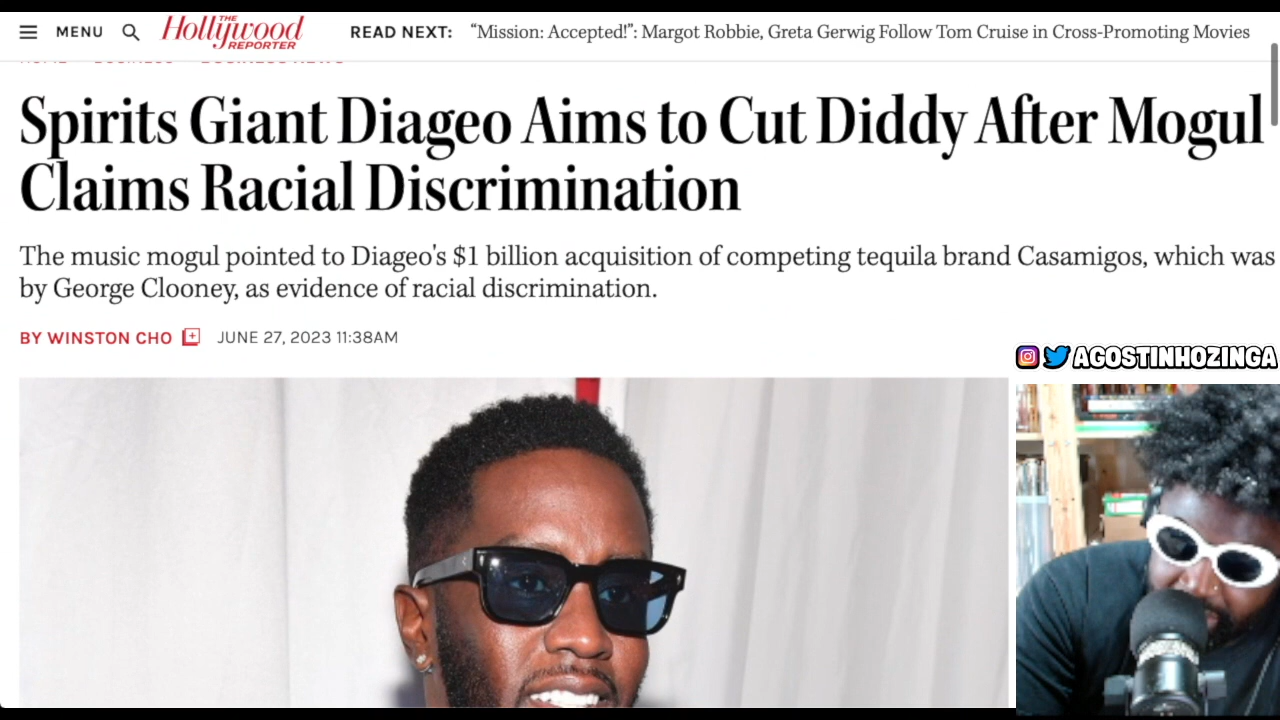 MENU
THE
Hollywood
REPORTER
READ NEXT: “Mission: Accepted!”: Margot Robbie, Greta Gerwig Follow Tom Cruise in Cross-Promoting Movies
Spirits Giant Diageo Aims to Cut Diddy After Mogul
Claims Racial Discrimination
The music mogul pointed to Diageo's $1 billion acquisition of competing tequila brand Casamigos, which was
by George Clooney, as evidence of racial discrimination.
BY WINSTON CHO JUNE 27, 2023 11:38AM
AGOSTINHOZINGA